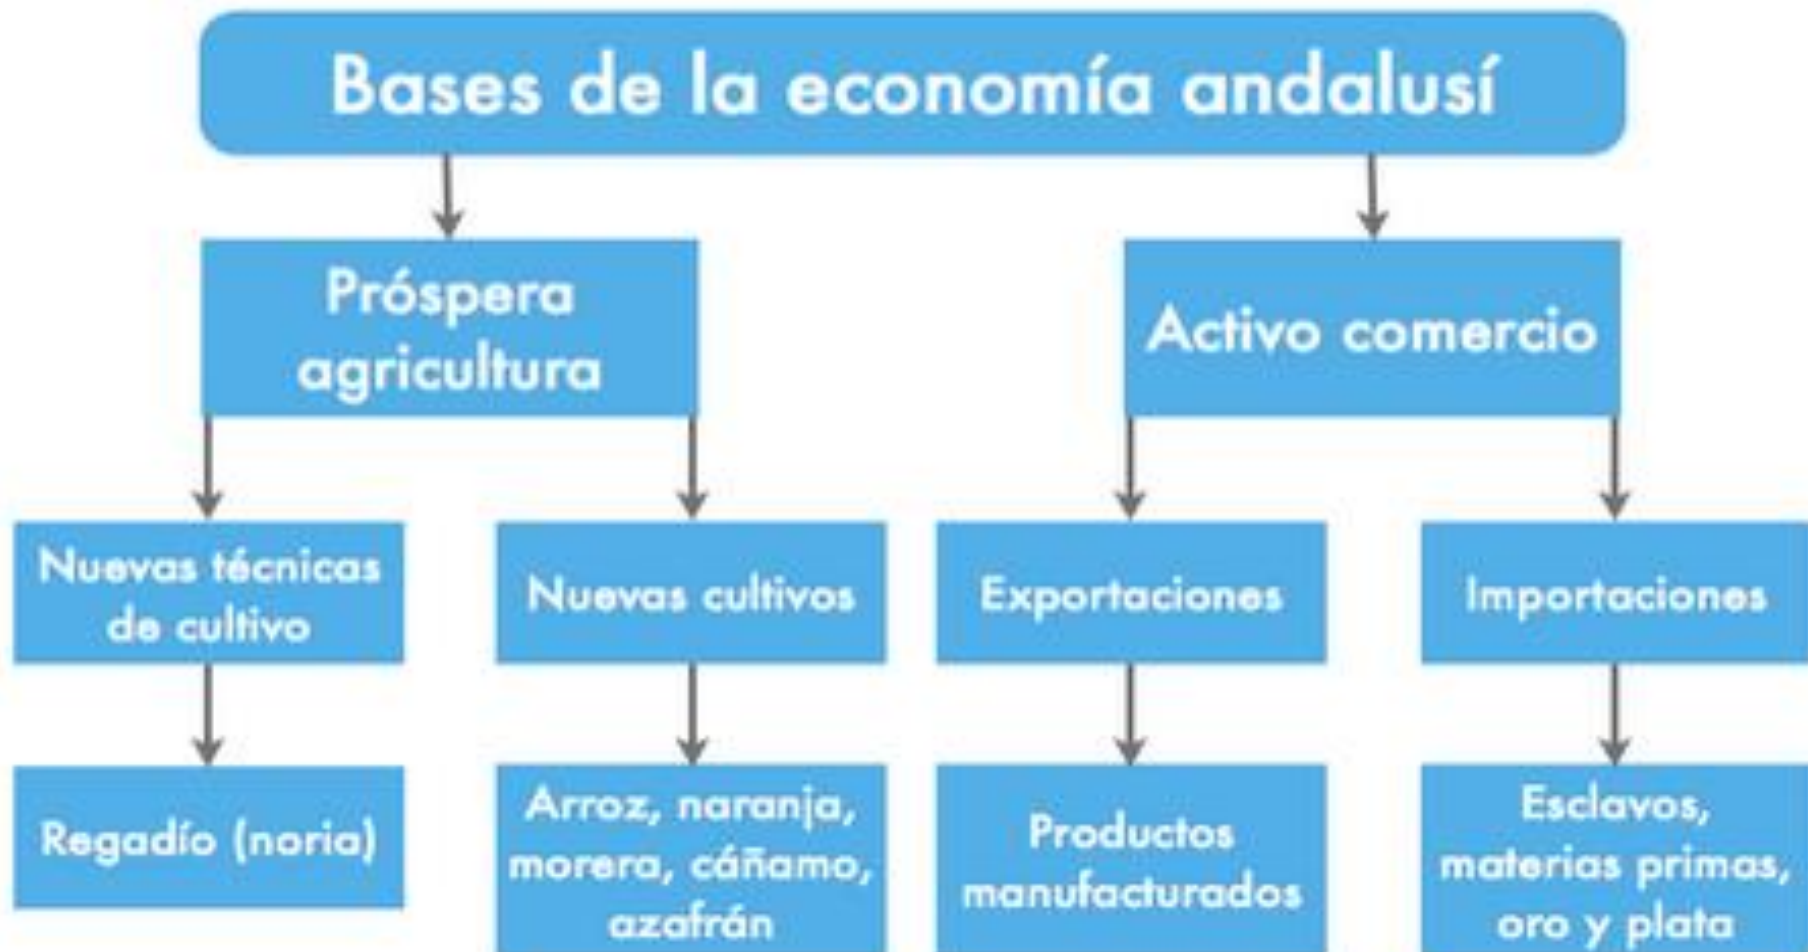 Bases de la economía andalusí
Próspera
agricultura
Activo comercio
Nuevas técnicas
de cultivo
Nuevas cultivos
Exportaciones
Importaciones
Regadío (noria)
Arroz, naranja,
morera, cáñamo,
azafrán
Productos
manufacturados
Esclavos,
materias primas,
oro y plata